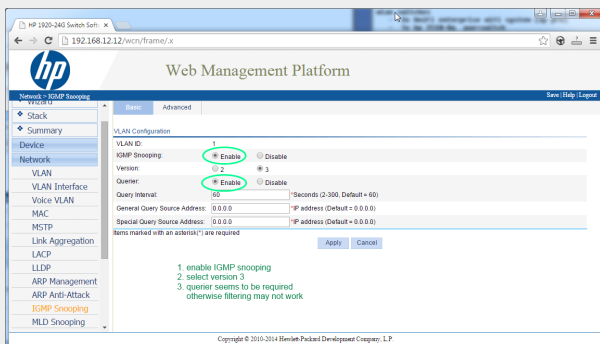 HP 1920-24G Switch Soft
192.168.12.12/wcn/frame/.x
hp
Web Management Platform
Network > IGMP Snooping
Save | Help | Logout
Wizard
Stack
Summary
Device
Network
VLAN
VLAN Interface
Voice VLAN
MAC
MSTP
Link Aggregation
LACP
LLDP
ARP Management
ARP Anti-Attack
IGMP Snooping
MLD Snooping
Basic Advanced
VLAN Configuration
VLAN ID: 1
IGMP Snooping: Enable Disable
Version: 2 3
Querier: Enable Disable
Query Interval: 60 *Seconds (2-300, Default = 60)
General Query Source Address: 0.0.0.0 *IP address (Default = 0.0.0.0)
Special Query Source Address: 0.0.0.0 *IP address (Default = 0.0.0.0)
Items marked with an asterisk(*) are required
Apply Cancel
1. enable IGMP snooping
2. select version 3
3. querier seems to be required
otherwise filtering may not work
Copyright © 2010-2014 Hewlett-Packard Development Company, L.P.